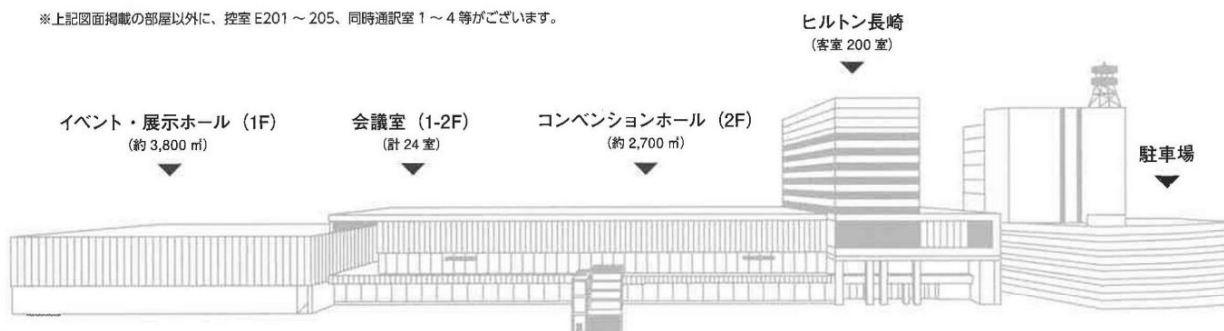 ※上記図面掲載の部屋以外に、控室 E201 ~ 205、同時通訳室 1 ~ 4 等がございます。
ヒルトン長崎
(客室 200 室)
イベント・展示ホール (1F)
(約 3,800 ㎡)
会議室 (1-2F)
(計 24 室)
コンベンションホール (2F)
(約 2,700 ㎡)
駐車場